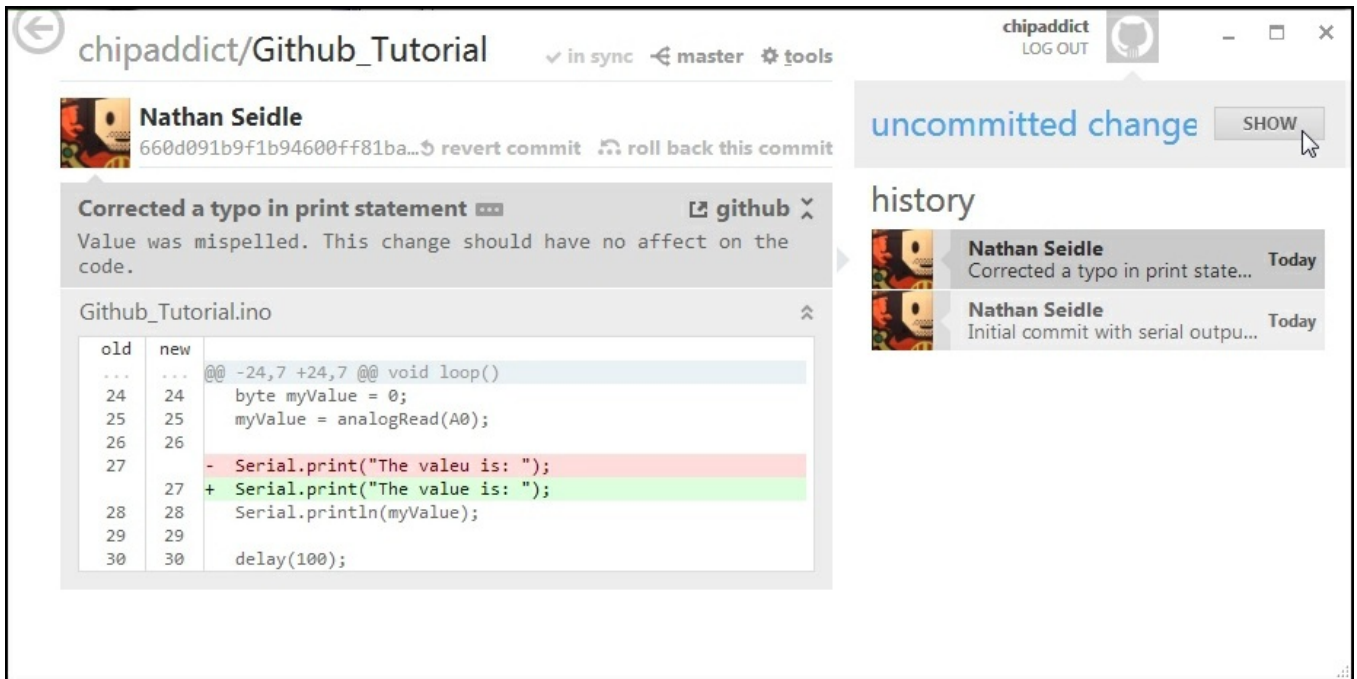 chipaddict/Github_Tutorial
in sync master tools
chipaddict
LOG OUT
Nathan Seidle
660d091b9f1b94600ff81ba... revert commit roll back this commit
Corrected a typo in print statement github
Value was mispelled. This change should have no affect on the
code.
Github_Tutorial.ino
old new
... ... @@ -24,7 +24,7 @@ void loop()
24 24 byte myValue = 0;
25 25 myValue = analogRead(A0);
26 26
27 - Serial.print("The valeu is: ");
27 + Serial.print("The value is: ");
28 28 Serial.println(myValue);
29 29
30 30 delay(100);
uncommitted change SHOW
history
Nathan Seidle
Corrected a typo in print state... Today
Nathan Seidle
Initial commit with serial outpu... Today